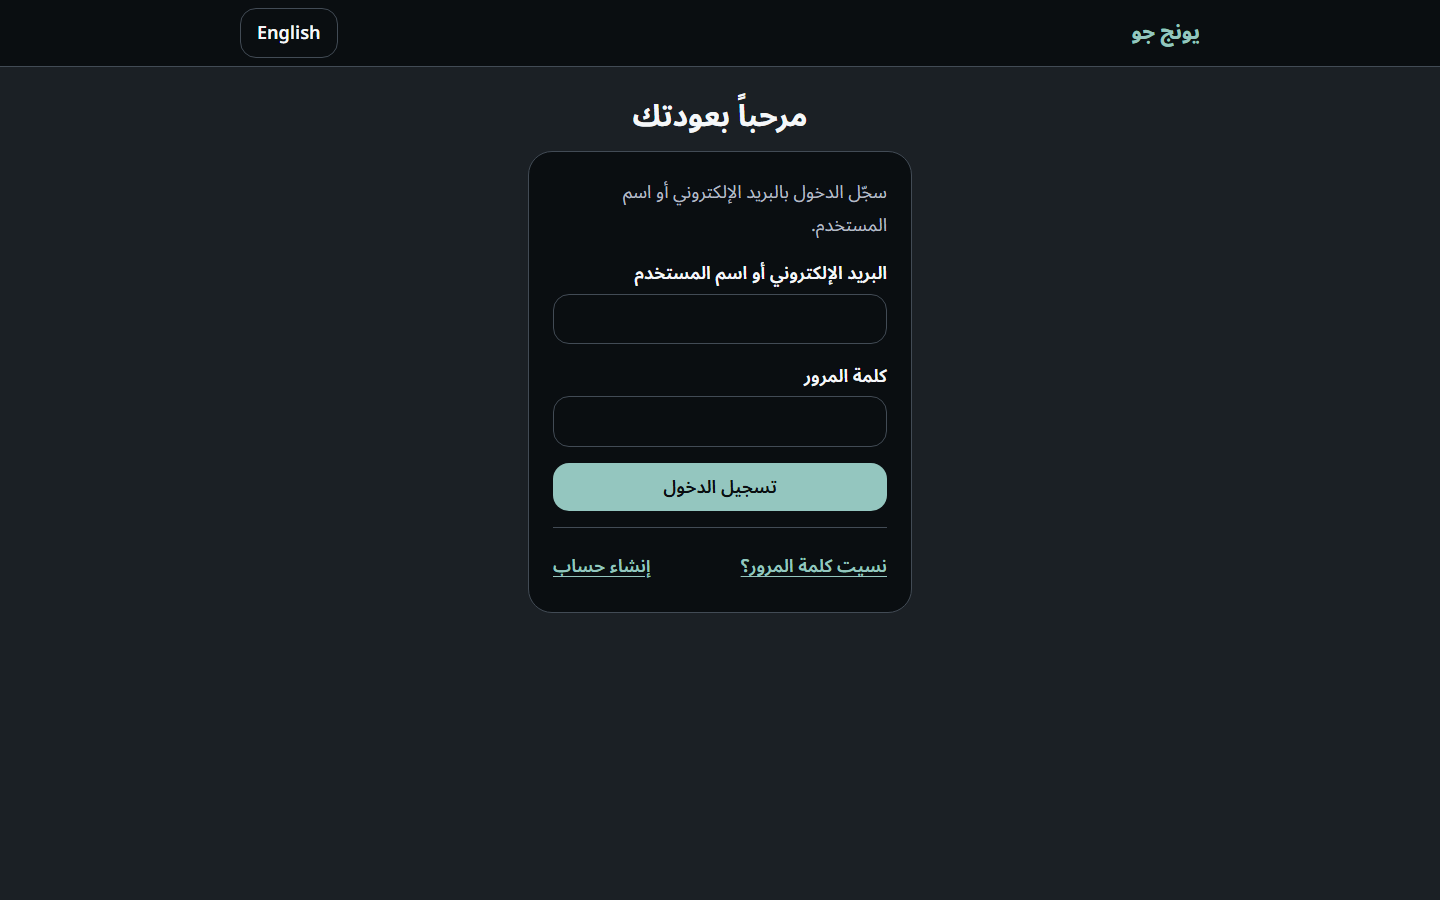 يونج جو
English
مرحباً بعودتك
سجّل الدخول بالبريد الإلكتروني أو اسم
المستخدم.
البريد الإلكتروني أو اسم المستخدم
كلمة المرور
تسجيل الدخول
نسيت كلمة المرور؟
إنشاء حساب